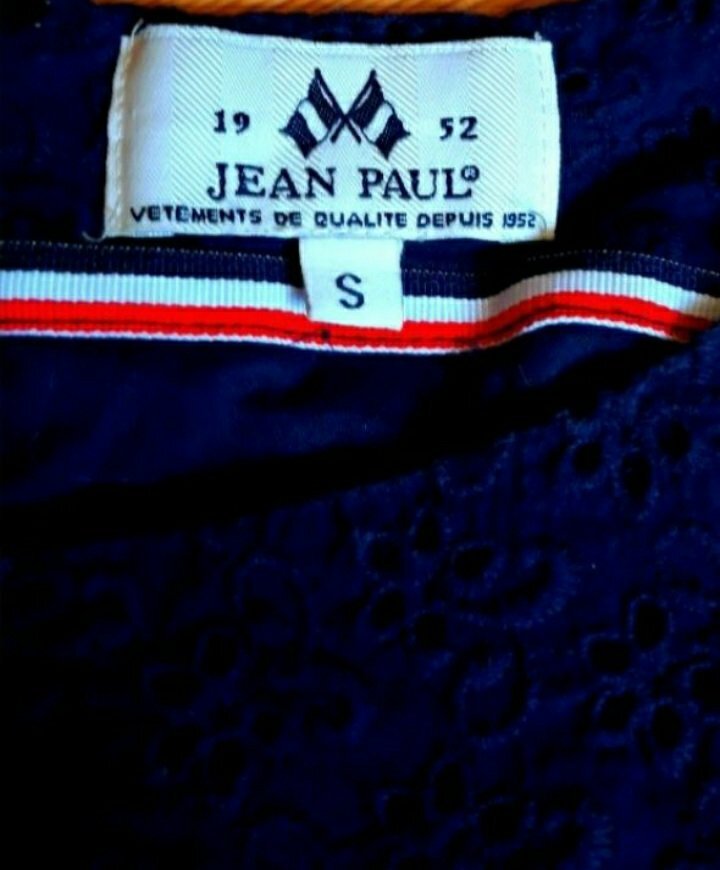 19 52
JEAN PAUL®
VETEMENTS DE QUALITE DEPUIS 1952
S